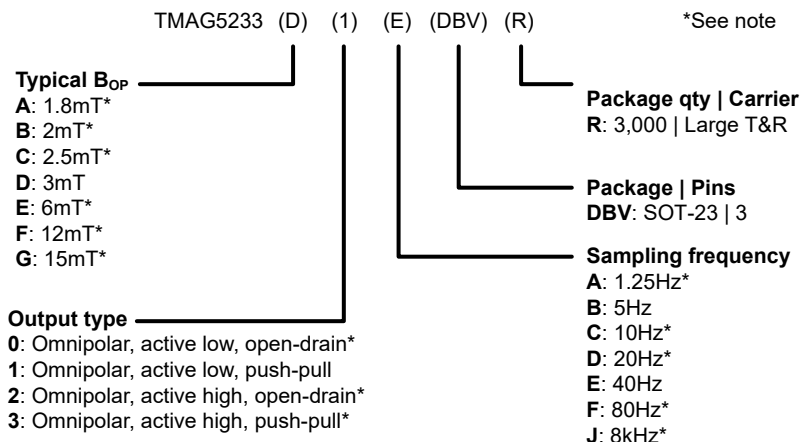 TMAG5233 (D) (1) (E) (DBV) (R) *See note
Typical BOP
A: 1.8mT*
B: 2mT*
C: 2.5mT*
D: 3mT
E: 6mT*
F: 12mT*
G: 15mT*
Output type
0: Omnipolar, active low, open-drain*
1: Omnipolar, active low, push-pull
2: Omnipolar, active high, open-drain*
3: Omnipolar, active high, push-pull*
Package qty | Carrier
R: 3,000 | Large T&R
Package | Pins
DBV: SOT-23 | 3
Sampling frequency
A: 1.25Hz*
B: 5Hz
C: 10Hz*
D: 20Hz*
E: 40Hz
F: 80Hz*
J: 8kHz*